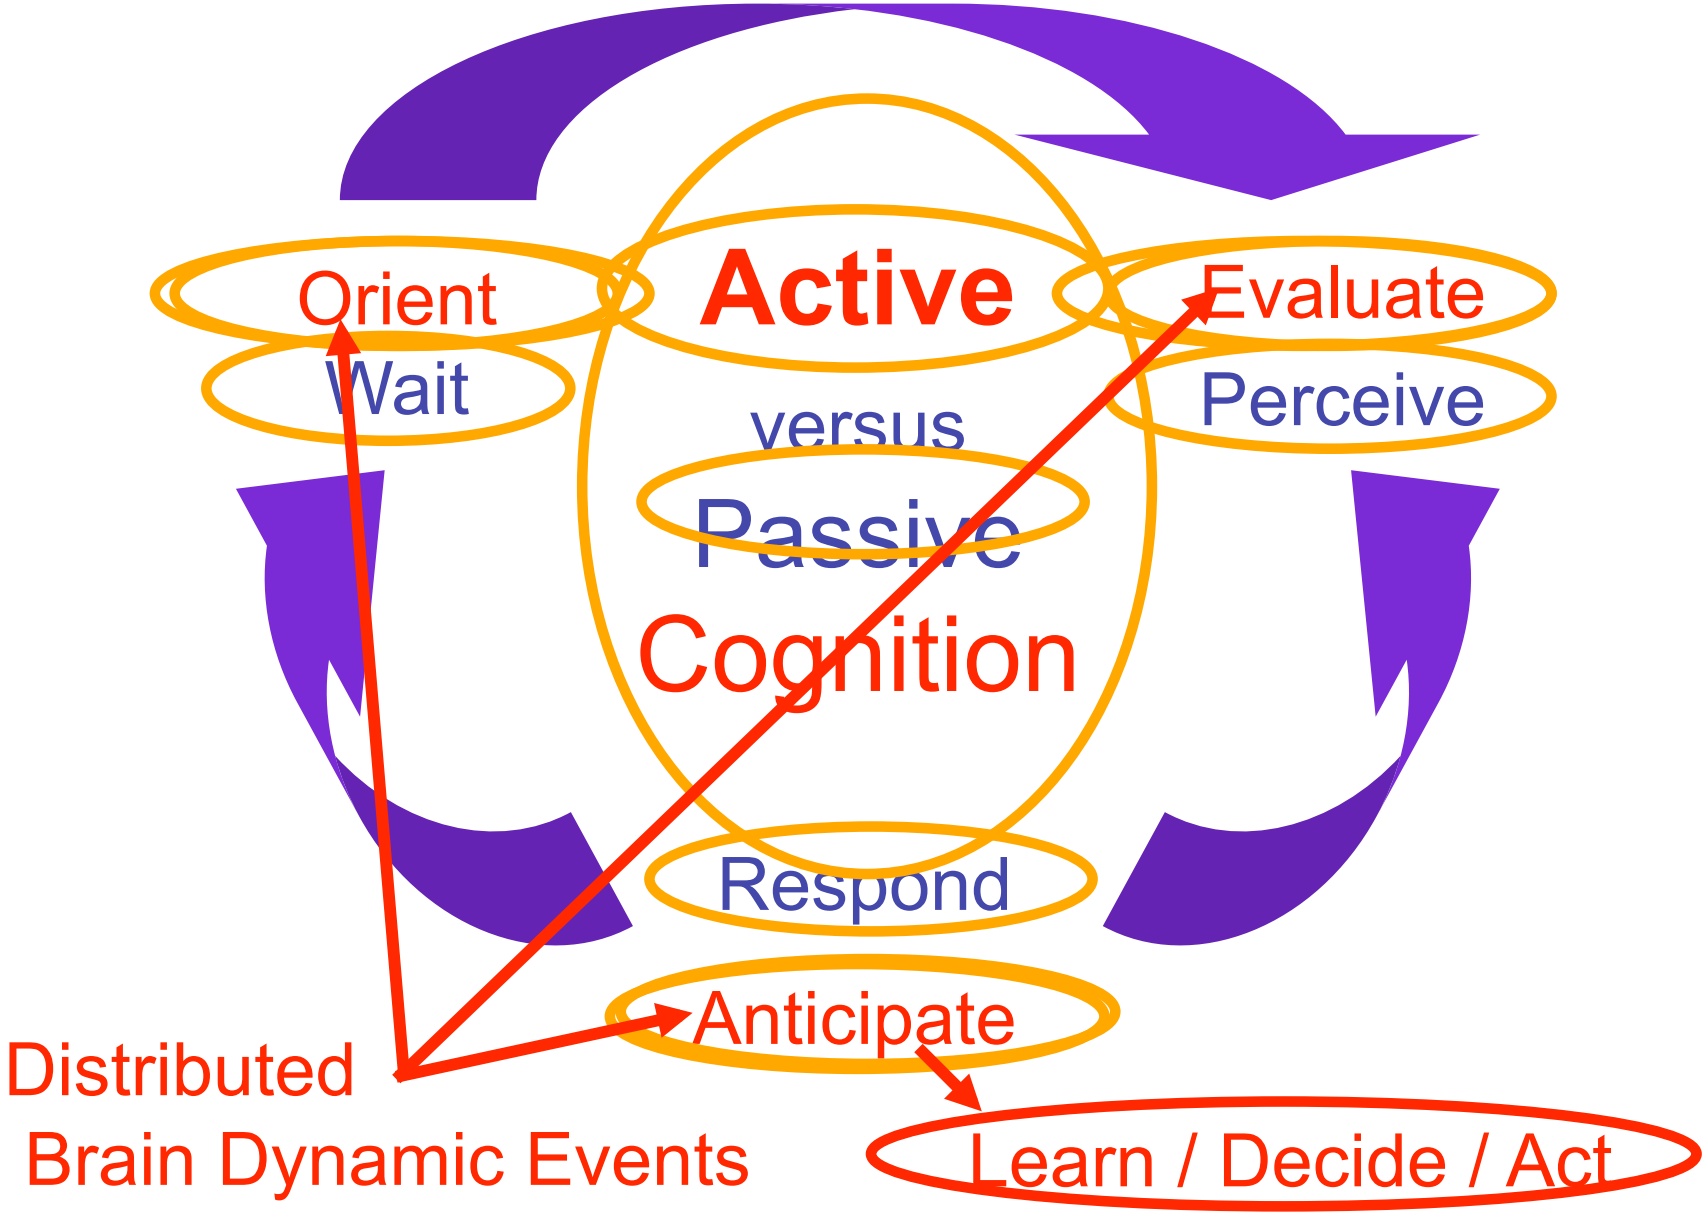 Orient
Active
Evaluate
Wait
Perceive
versus
Passive
Cognition
Respond
Anticipate
Distributed
Brain Dynamic Events
Learn / Decide / Act